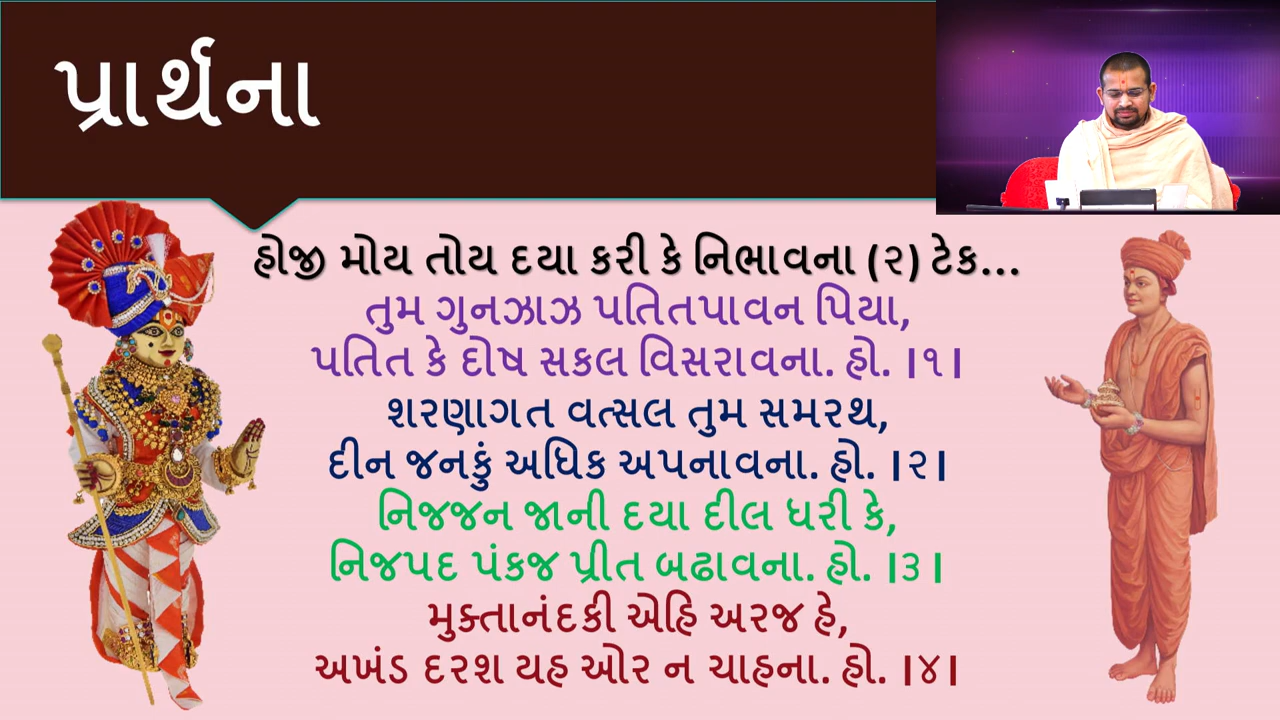 પ્રાર્થના
હોજી મોય તોય દયા કરી કે નિભાવના (૨) ટેક...
તુમ ગુનઝાઝ પતિતપાવન પિયા,
પતિત કે દોષ સકલ વિસરાવના. હો. ।૧।
શરણાગત વત્સલ તુમ સમરથ,
દીન જનકું અધિક અપનાવના. હો. ।૨।
નિજજન જાની દયા દીલ ધરી કે,
નિજપદ પંકજ પ્રીત બઢાવના. હો. ।૩।
મુક્તાનંદકી એહિ અરજ હે,
અખંડ દરશ યહ ઓર ન ચાહના. હો. ।૪।